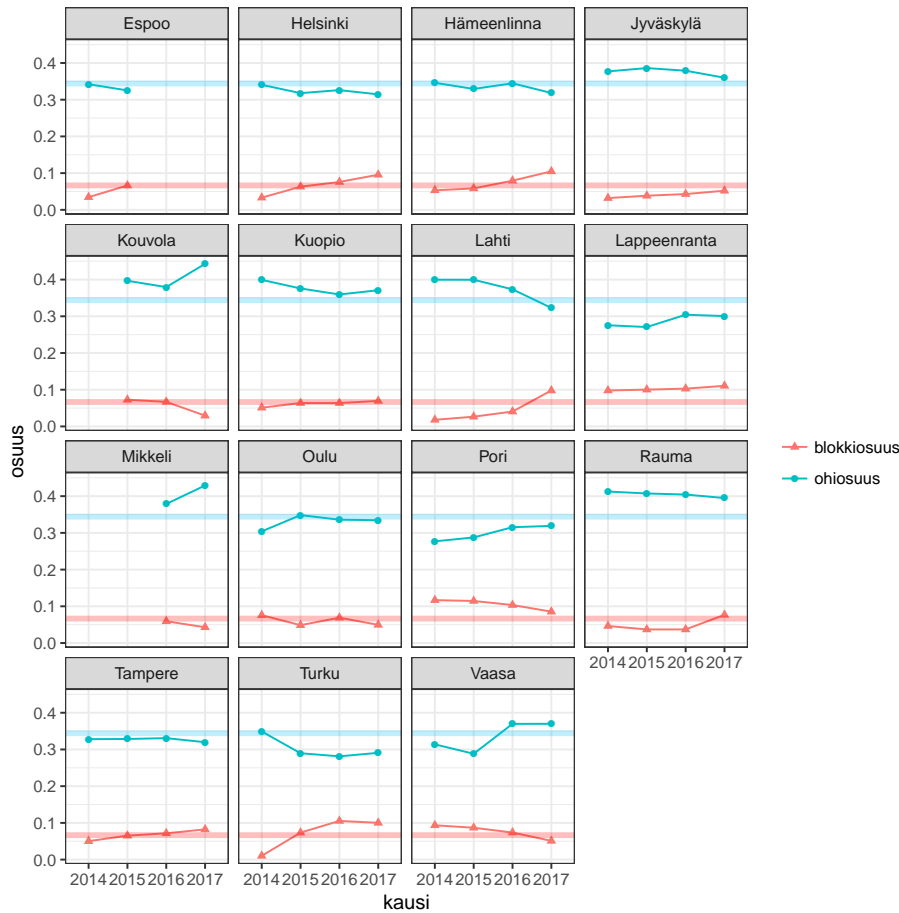 Espoo Helsinki Hämeenlinna Jyväskylä
0.4
0.3
0.2
0.1
0.0
Kouvola Kuopio Lahti Lappeenranta
0.4
0.3
0.2
0.1
0.0
Mikkeli Oulu Pori Rauma
0.4
0.3
0.2
0.1
0.0
2014 2015 2016 2017
Tampere Turku Vaasa
0.4
0.3
0.2
0.1
0.0
2014 2015 2016 2017 2014 2015 2016 2017 2014 2015 2016 2017
kausi
osuus
blokkiosuus
ohiosuus